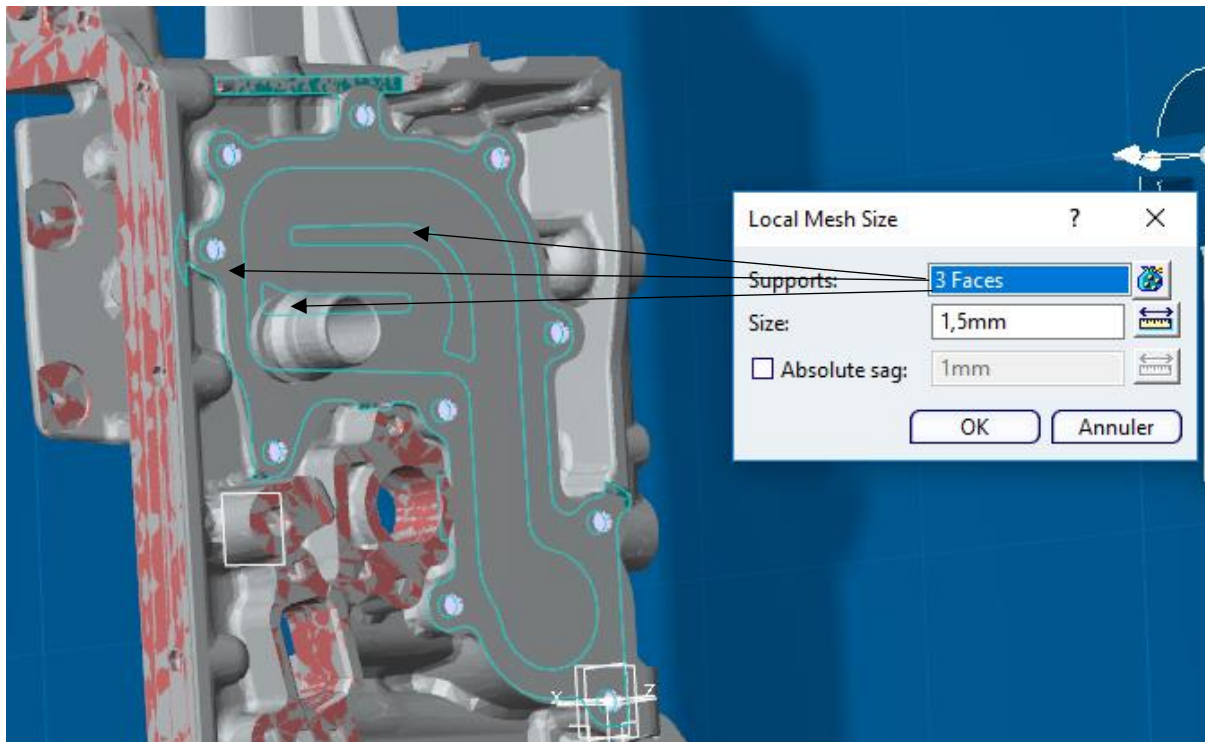 Local Mesh Size ? ×
Supports: 3 Faces
Size: 1,5mm
Absolute sag: 1mm
OK Annuler
X Z